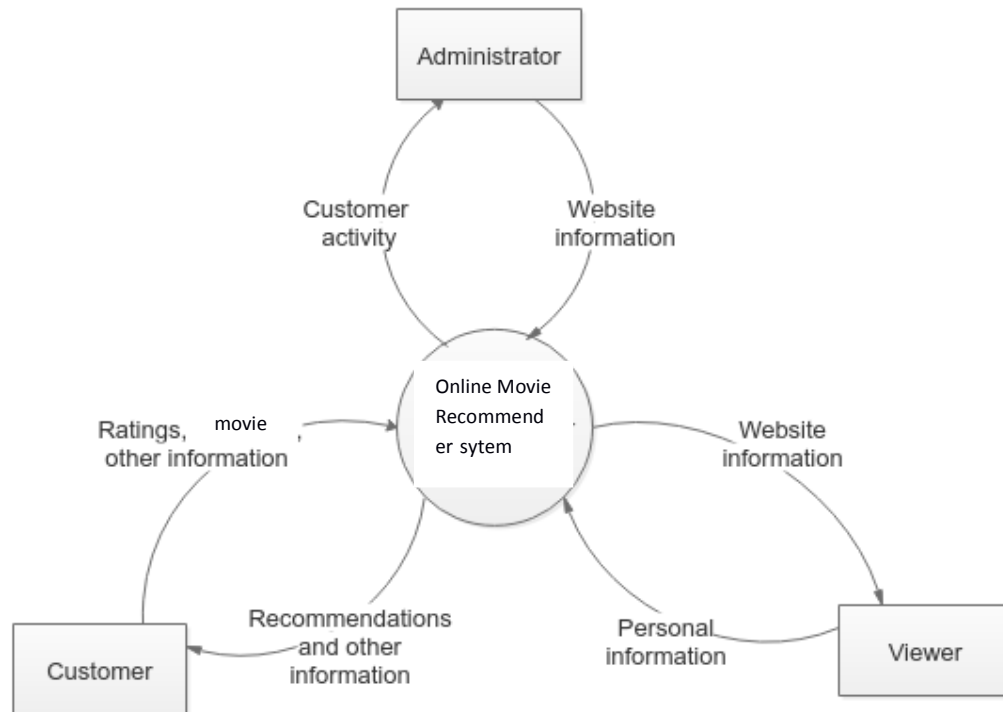 Administrator
Customer
activity
Website
information
Online Movie
Recommend
er sytem
Ratings, movie ,
other information
Website
information
Recommendations
and other
information
Personal
information
Customer
Viewer